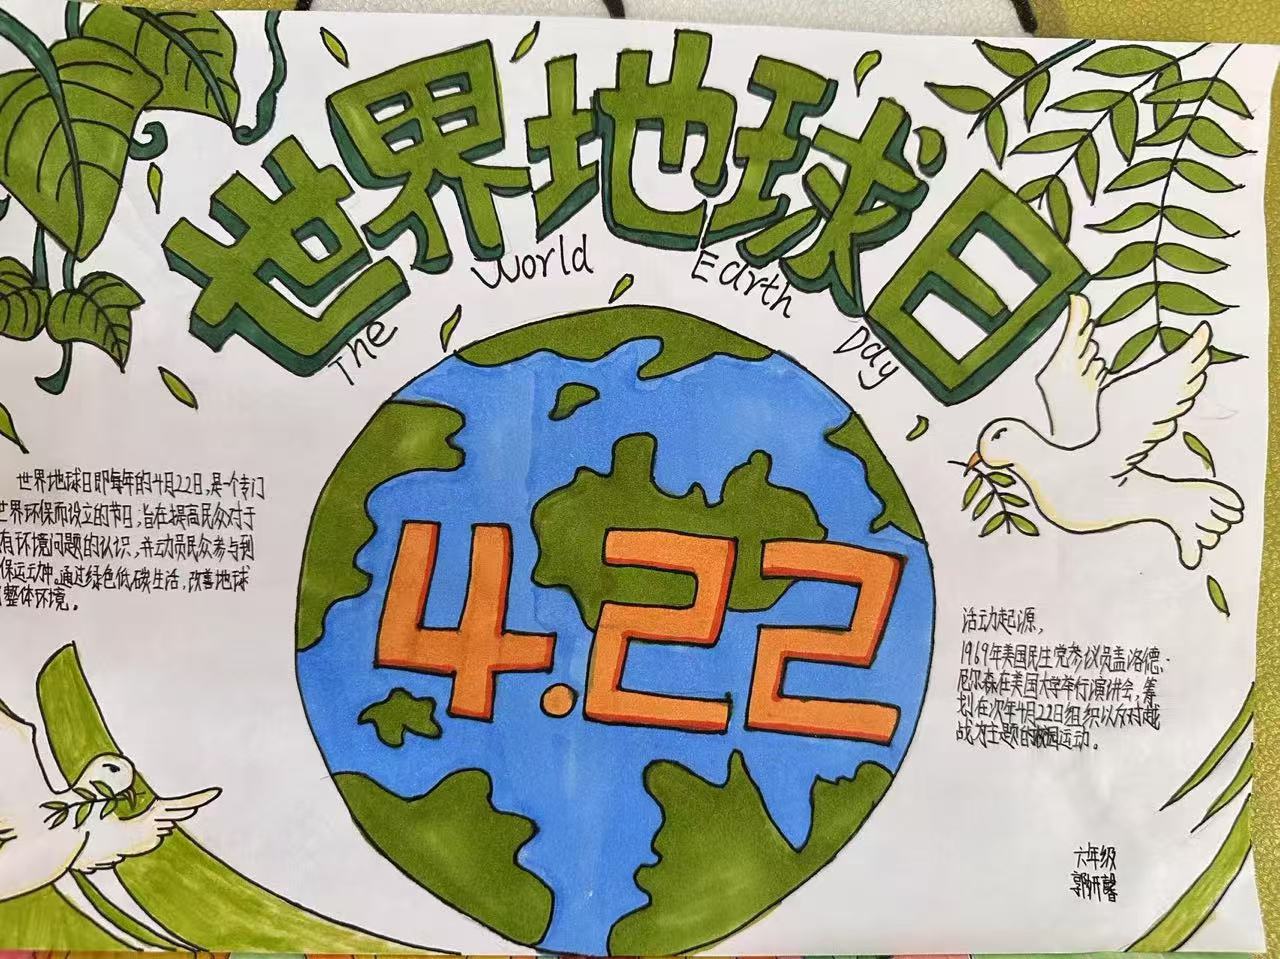 世界地球日
The World Earth Day
4.22
世界地球日即每年的4月22日,是一个专门
世界环保而设立的节日,旨在提高民众对于
有环境问题的认识,并动员民众参与到
保运动中。通过绿色低碳生活,改善地球
整体环境。
活动起源,
1969年美国民主党参议员盖洛德.
尼尔森在美国大学举行演讲会,筹
划在次年4月22日组织以反对越
战为主题的校园运动。
六年级
郭妍馨